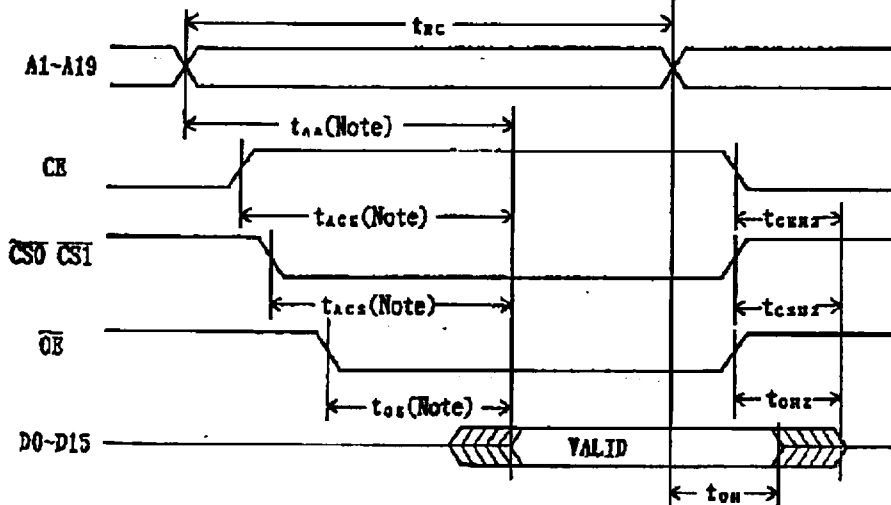 tRC
A1~A19
tAA(Note)
CE
tACE(Note)
tCEHZ
CS0 CS1
tACS(Note)
tCSHZ
OE
tOE(Note)
tOHZ
D0~D15
VALID
tOH